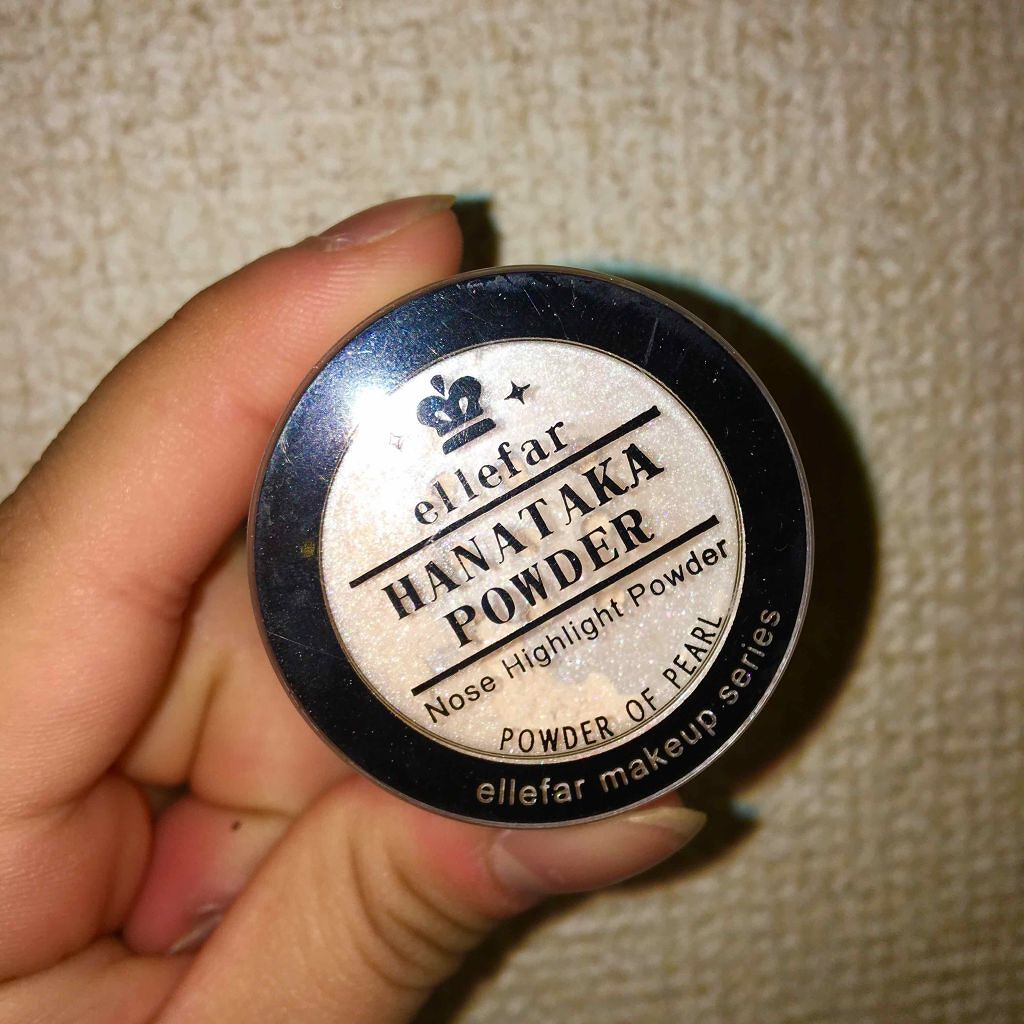 ellefar
HANATAKA
POWDER
Nose Highlight Powder
POWDER OF PEARL
ellefar makeup series